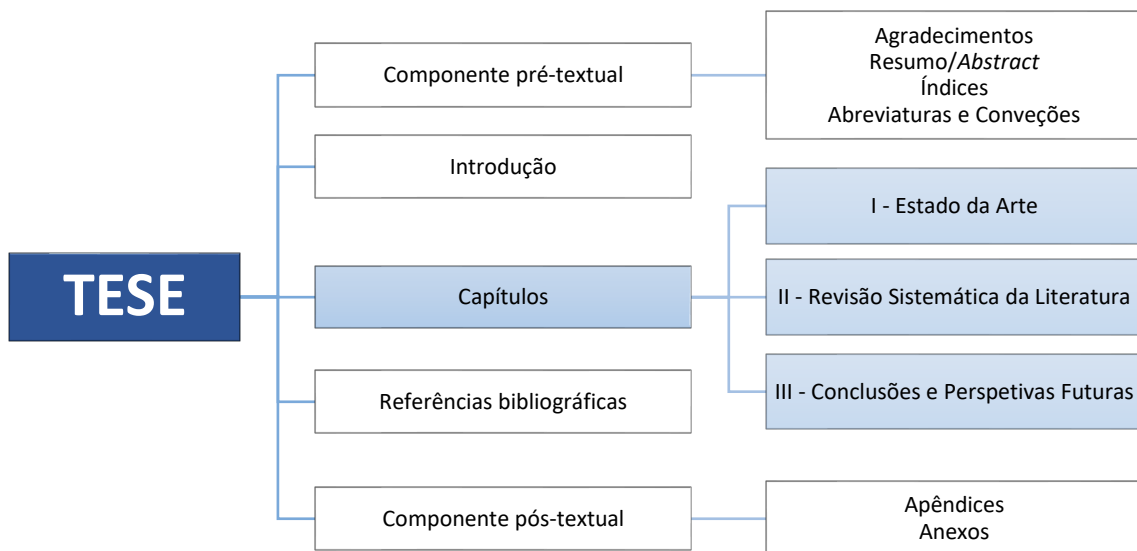 TESE
Componente pré-textual
Agradecimentos
Resumo/Abstract
Índices
Abreviaturas e Conveções
Introdução
Capítulos
I - Estado da Arte
II - Revisão Sistemática da Literatura
III - Conclusões e Perspetivas Futuras
Referências bibliográficas
Componente pós-textual
Apêndices
Anexos